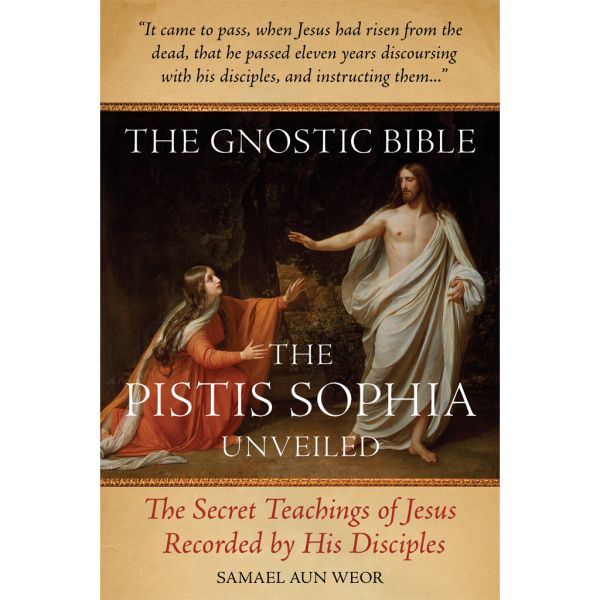 “It came to pass, when Jesus had risen from the
dead, that he passed eleven years discoursing
with his disciples, and instructing them...”
THE GNOSTIC BIBLE
THE
PISTIS SOPHIA
UNVEILED
The Secret Teachings of Jesus
Recorded by His Disciples
SAMAEL AUN WEOR